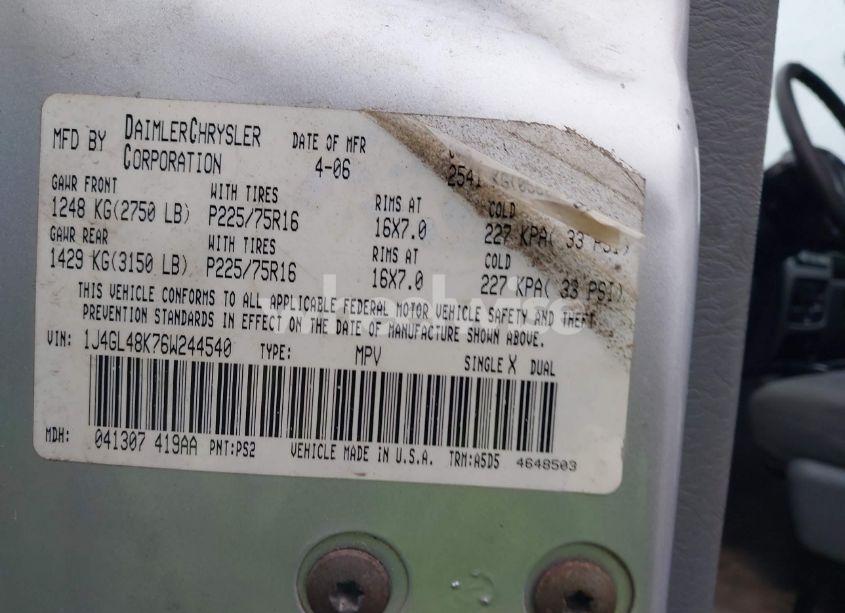 MFD BY DAIMLERCHRYSLER CORPORATION DATE OF MFR 4-06
2541 KG(
GAWR FRONT WITH TIRES RIMS AT COLD
1248 KG(2750 LB) P225/75R16 16X7.0 227 KPA( 33 PSI)
GAWR REAR WITH TIRES RIMS AT COLD
1429 KG(3150 LB) P225/75R16 16X7.0 227 KPA( 33 PSI)
THIS VEHICLE CONFORMS TO ALL APPLICABLE FEDERAL MOTOR VEHICLE SAFETY AND THEFT
PREVENTION STANDARDS IN EFFECT ON THE DATE OF MANUFACTURE SHOWN ABOVE.
VIN: 1J4GL48K76W244540 TYPE: MPV SINGLE X DUAL
MDH: 041307 419AA PNT:PS2 VEHICLE MADE IN U.S.A. TRM:A5D5 4648503